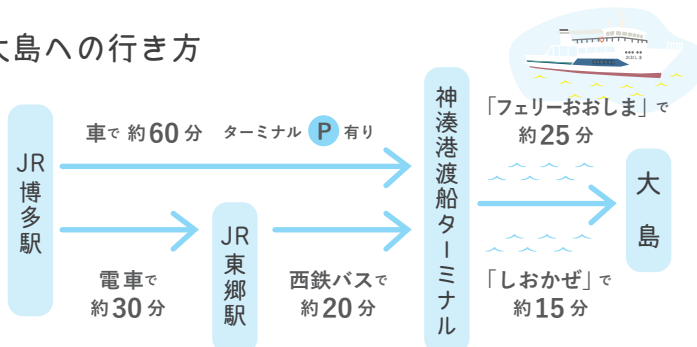 大島への行き方
車で 約60分 ターミナル P 有り
JR博多駅
電車で
約30分
JR東郷駅
西鉄バスで
約20分
神湊港渡船ターミナル
「フェリーおおしま」で
約25分
「しおかぜ」で
約15分
大島